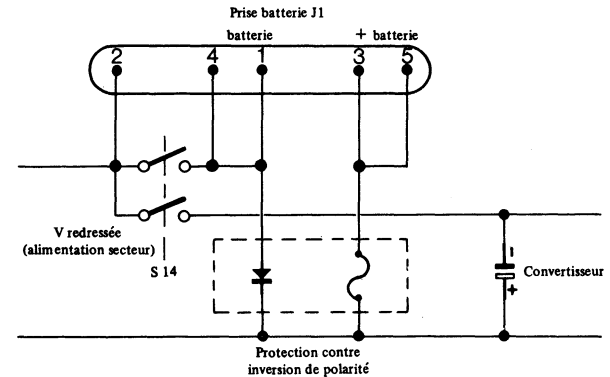 Prise batterie J1
batterie + batterie
2 4 1 3 5
V redressée
(alimentation secteur)
S 14
-
+
Convertisseur
Protection contre
inversion de polarité